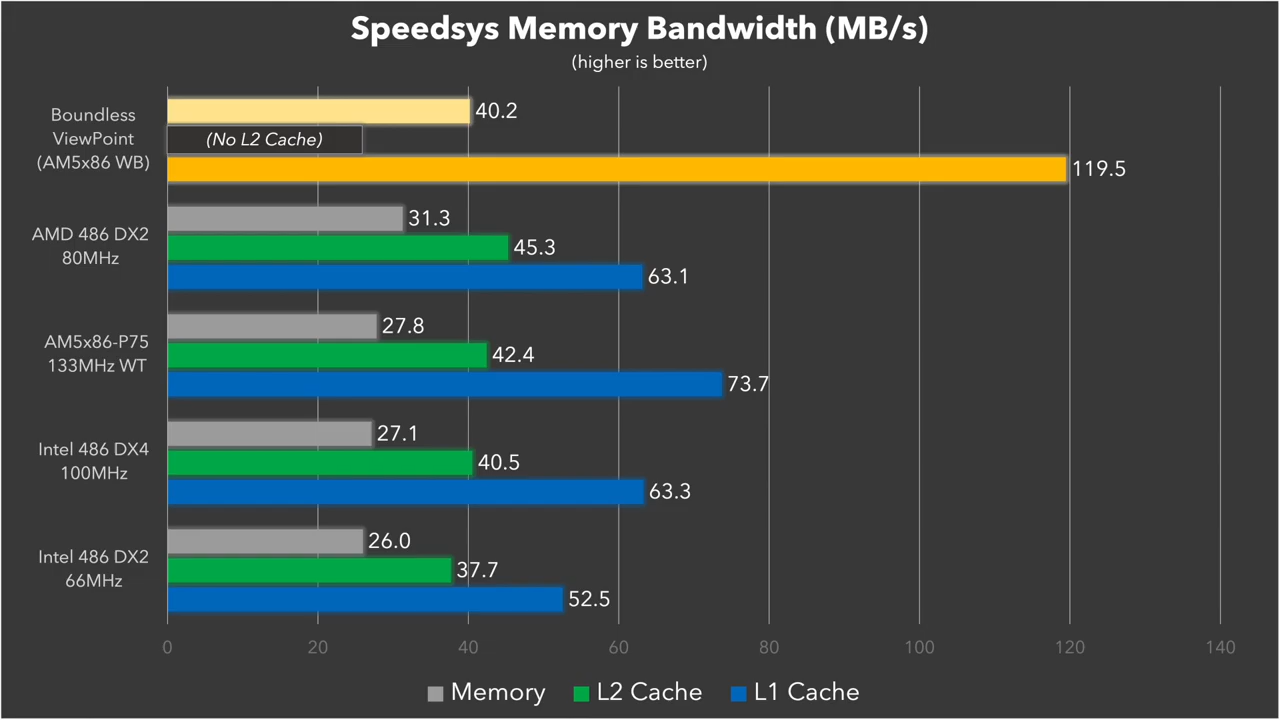 Speedsys Memory Bandwidth (MB/s)
(higher is better)
Boundless
ViewPoint
(AM5x86 WB)
40.2
(No L2 Cache)
119.5
AMD 486 DX2
80MHz
31.3
45.3
63.1
AM5x86-P75
133MHz WT
27.8
42.4
73.7
Intel 486 DX4
100MHz
27.1
40.5
63.3
Intel 486 DX2
66MHz
26.0
37.7
52.5
0 20 40 60 80 100 120 140
Memory L2 Cache L1 Cache